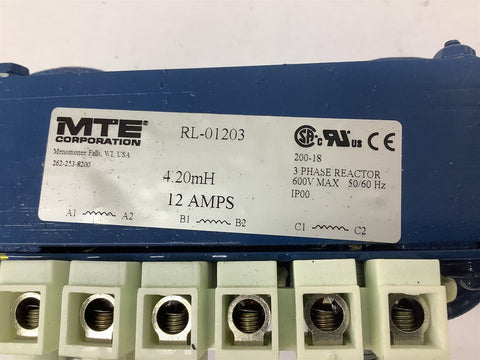 MTE®
CORPORATION
Menomonee Falls, WI, USA
262-253-8200
RL-01203
4.20mH
12 AMPS
200-18
3 PHASE REACTOR
600V MAX 50/60 Hz
IP00
A1 A2
B1 B2
C1 C2